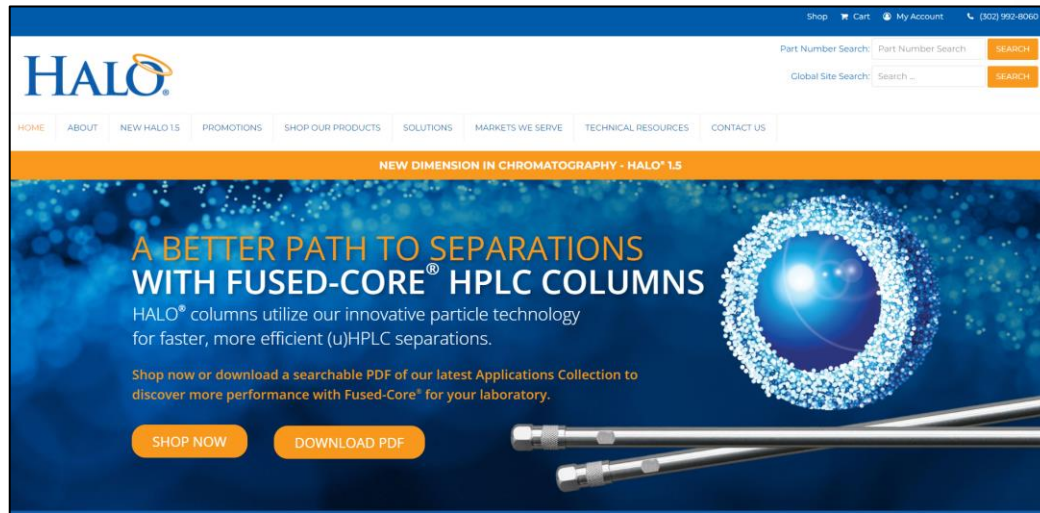 Shop Cart My Account (302) 992-8060
Part Number Search: Part Number Search SEARCH
HALO®
Global Site Search: Search ... SEARCH
HOME ABOUT NEW HALO 1.5 PROMOTIONS SHOP OUR PRODUCTS SOLUTIONS MARKETS WE SERVE TECHNICAL RESOURCES CONTACT US
NEW DIMENSION IN CHROMATOGRAPHY - HALO® 1.5
A BETTER PATH TO SEPARATIONS
WITH FUSED-CORE® HPLC COLUMNS
HALO® columns utilize our innovative particle technology
for faster, more efficient (u)HPLC separations.
Shop now or download a searchable PDF of our latest Applications Collection to
discover more performance with Fused-Core® for your laboratory.
SHOP NOW DOWNLOAD PDF